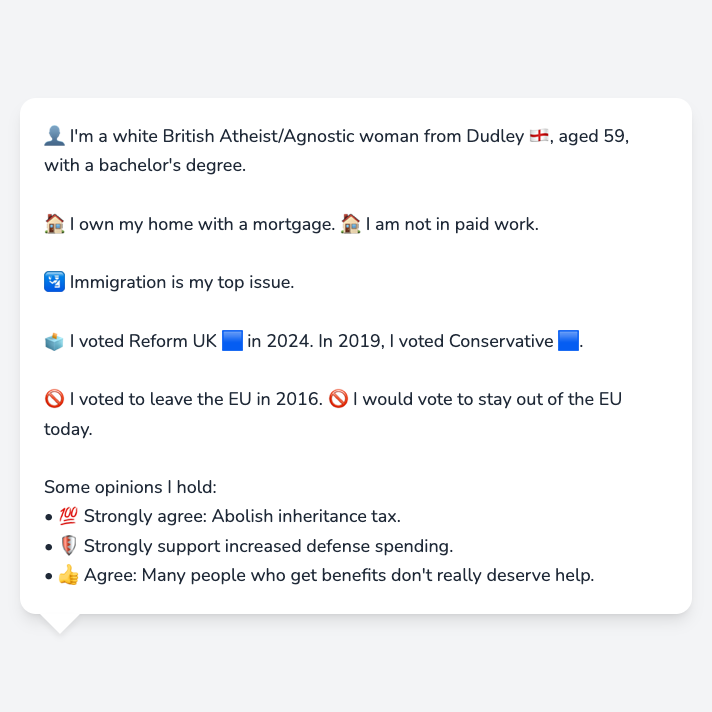 👤 I'm a white British Atheist/Agnostic woman from Dudley 🏴󠁧󠁢󠁥󠁮󠁧󠁿, aged 59,
with a bachelor's degree.
🏠 I own my home with a mortgage. 🏠 I am not in paid work.
🛂 Immigration is my top issue.
🗳️ I voted Reform UK 🟦 in 2024. In 2019, I voted Conservative 🟦.
🚫 I voted to leave the EU in 2016. 🚫 I would vote to stay out of the EU
today.
Some opinions I hold:
• 💯 Strongly agree: Abolish inheritance tax.
• 🛡️ Strongly support increased defense spending.
• 👍 Agree: Many people who get benefits don't really deserve help.